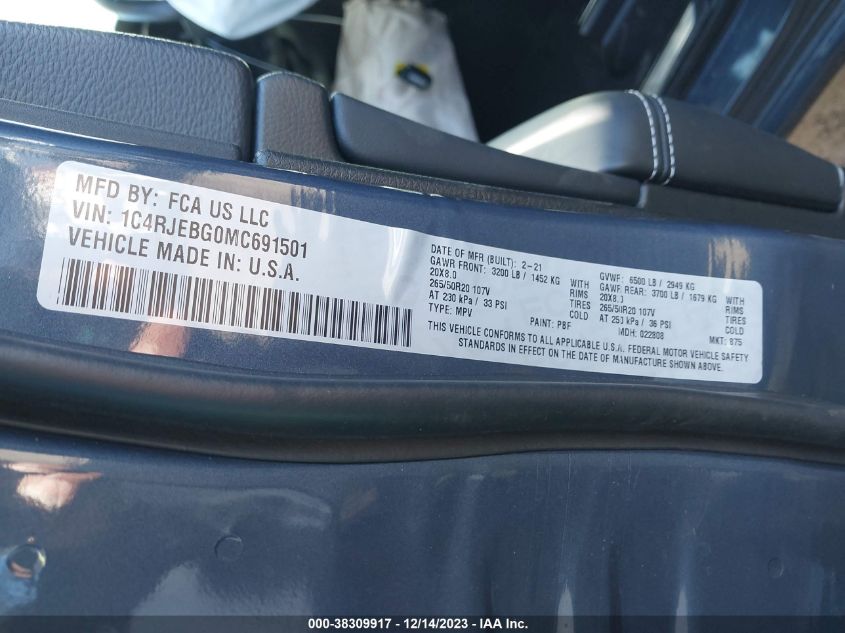 MFD BY: FCA US LLC
VIN: 1C4RJEBG0MC691501
VEHICLE MADE IN: U.S.A.
DATE OF MFR (BUILT): 2-21
GAWR FRONT: 3200 LB / 1452 KG WITH
20X8.0 RIMS
265/50R20 107V TIRES
AT 230 kPa / 33 PSI COLD
TYPE: MPV PAINT: PBF
GVWF: 6500 LB / 2949 KG
GAWR REAR: 3700 LB / 1679 KG WITH
20X8.0 RIMS
265/50R20 107V TIRES
AT 250 kPa / 36 PSI COLD
MDH: 022808 MKT: 875
THIS VEHICLE CONFORMS TO ALL APPLICABLE U.S.A. FEDERAL MOTOR VEHICLE SAFETY
STANDARDS IN EFFECT ON THE DATE OF MANUFACTURE SHOWN ABOVE.
000-38309917 - 12/14/2023 - IAA Inc.